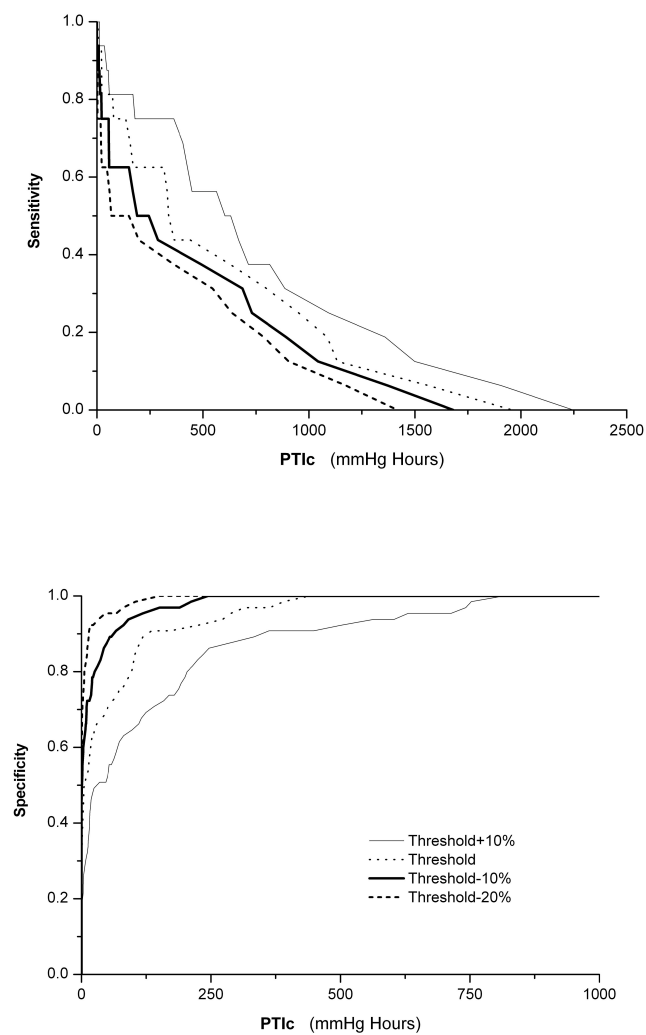 1.0
0.8
0.6
0.4
0.2
0.0
Sensitivity
0 500 1000 1500 2000 2500
PTIc (mmHg Hours)
1.0
0.8
0.6
0.4
0.2
0.0
Specificity
Threshold+10%
Threshold
Threshold-10%
Threshold-20%
0 250 500 750 1000
PTIc (mmHg Hours)